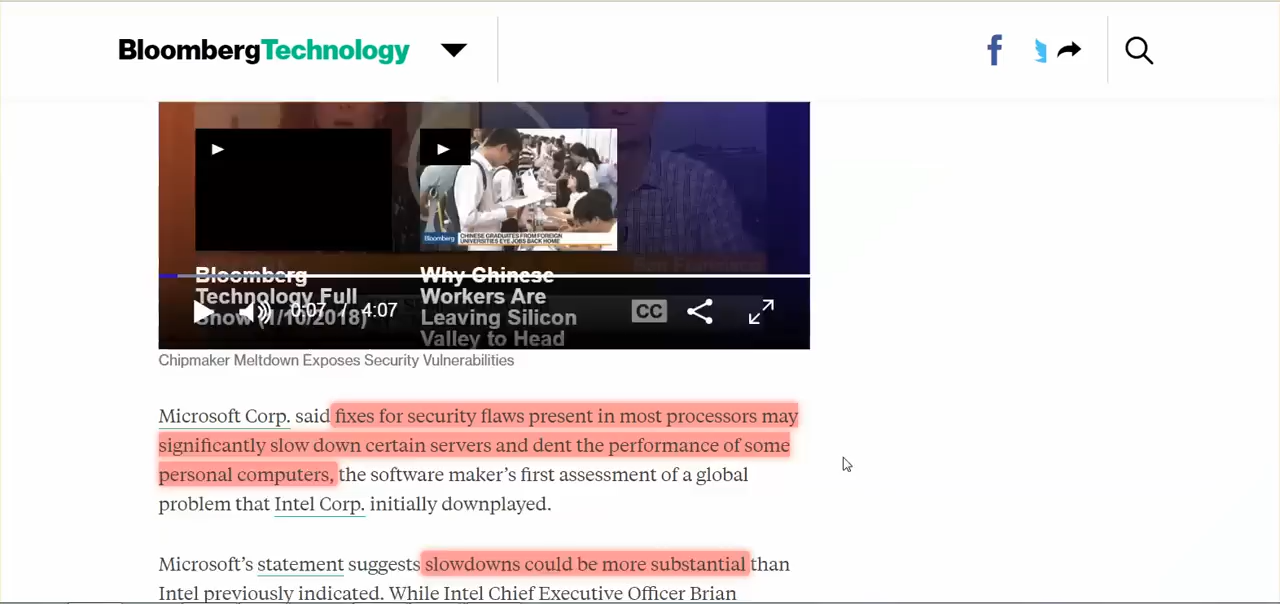 BloombergTechnology
Bloomberg
CHINESE GRADUATES FROM FOREIGN
UNIVERSITIES EYE JOBS BACK HOME
Bloomberg
Technology Full
Show (1/10/2018)
Why Chinese
Workers Are
Leaving Silicon
Valley to Head
0:07 / 4:07
CC
Chipmaker Meltdown Exposes Security Vulnerabilities
Microsoft Corp. said fixes for security flaws present in most processors may
significantly slow down certain servers and dent the performance of some
personal computers, the software maker's first assessment of a global
problem that Intel Corp. initially downplayed.
Microsoft's statement suggests slowdowns could be more substantial than
Intel previously indicated. While Intel Chief Executive Officer Brian